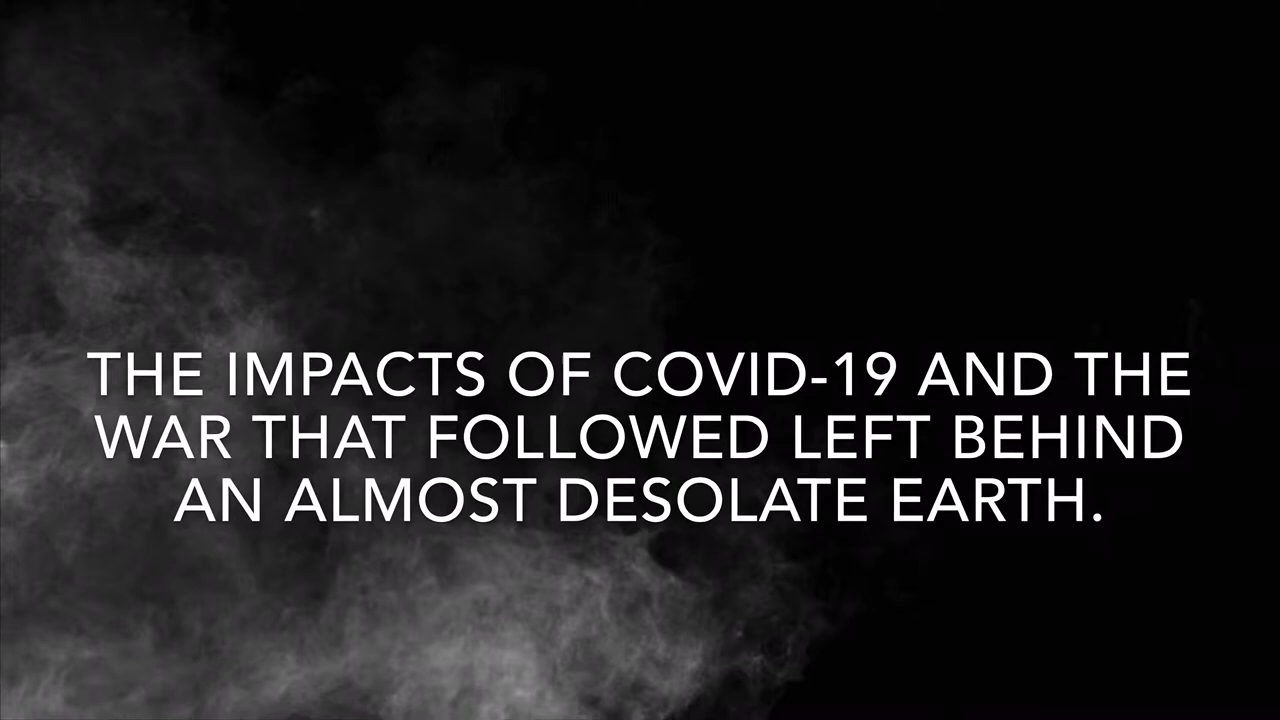 THE IMPACTS OF COVID-19 AND THE
WAR THAT FOLLOWED LEFT BEHIND
AN ALMOST DESOLATE EARTH.